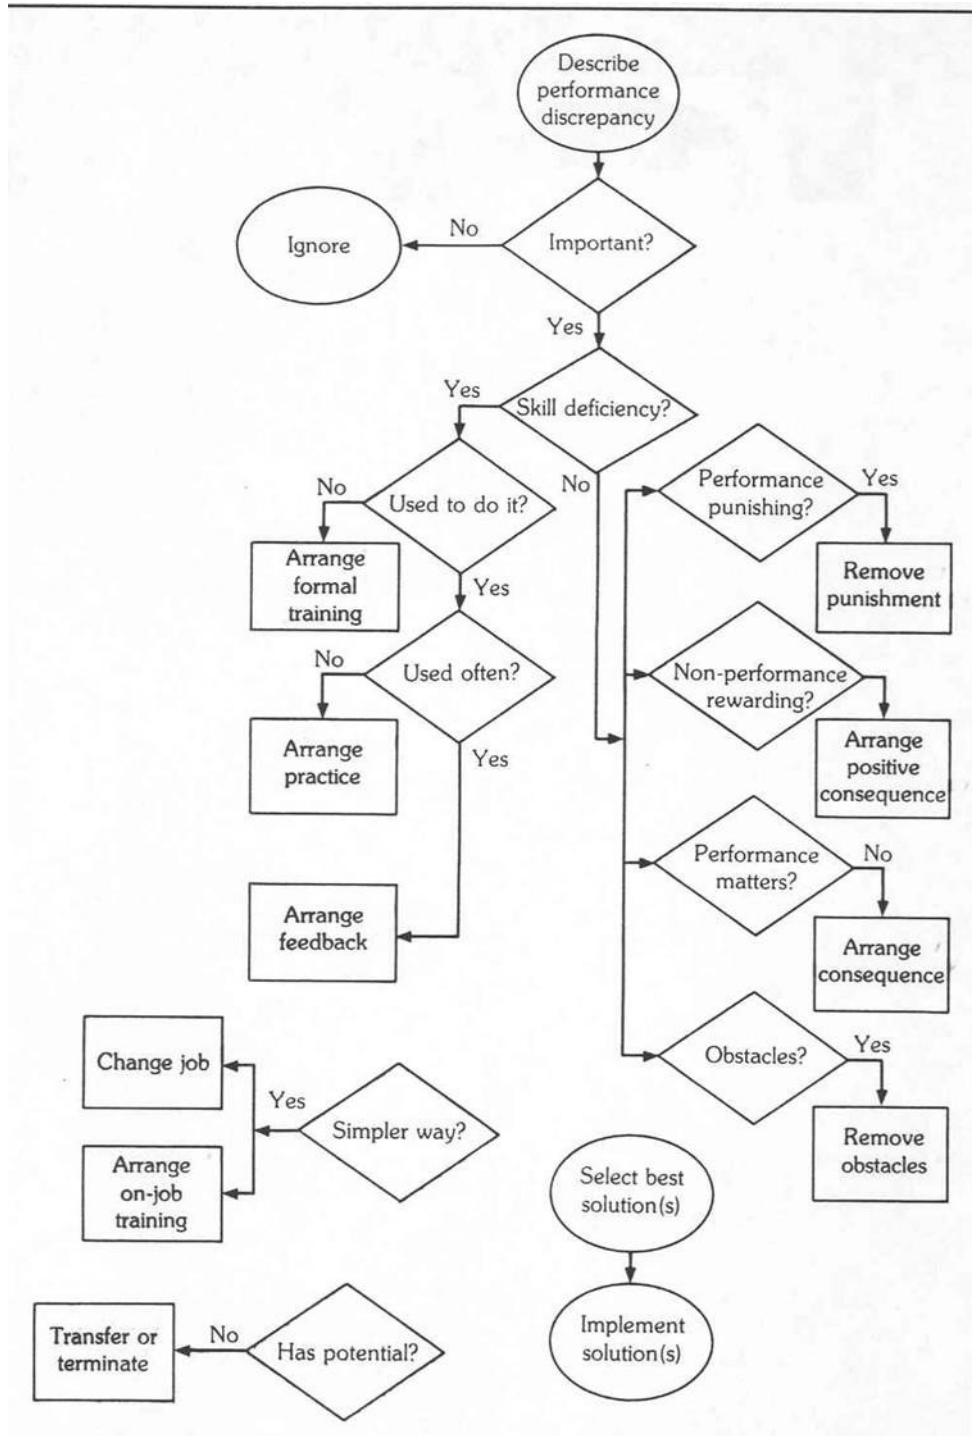 Describe
performance
discrepancy
Important?
No
Ignore
Yes
Skill deficiency?
Yes
Used to do it?
No
Arrange
formal
training
Yes
Used often?
No
Arrange
practice
Yes
Arrange
feedback
No
Performance
punishing?
Yes
Remove
punishment
Non-performance
rewarding?
Arrange
positive
consequence
Performance
matters?
No
Arrange
consequence
Obstacles?
Yes
Remove
obstacles
Simpler way?
Yes
Change job
Arrange
on-job
training
Has potential?
No
Transfer or
terminate
Select best
solution(s)
Implement
solution(s)